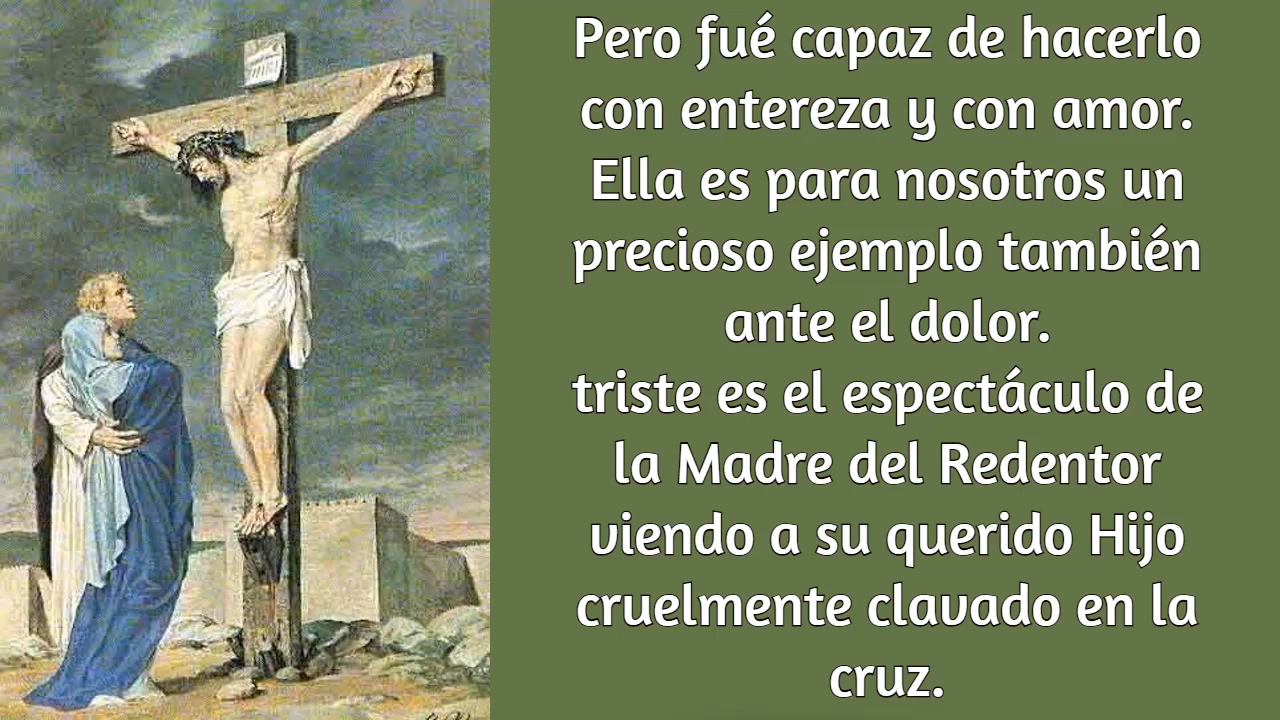 Pero fué capaz de hacerlo
con entereza y con amor.
Ella es para nosotros un
precioso ejemplo también
ante el dolor.
triste es el espectáculo de
la Madre del Redentor
viendo a su querido Hijo
cruelmente clavado en la
cruz.